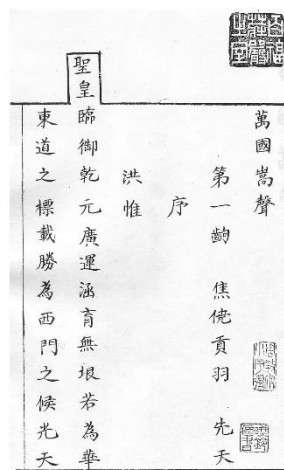 萬國嵩聲
第一齣 焦僥貢羽 先天
序
洪惟
聖皇臨御乾元廣運涵育無垠若為華
東道之標載勝為西門之候光天